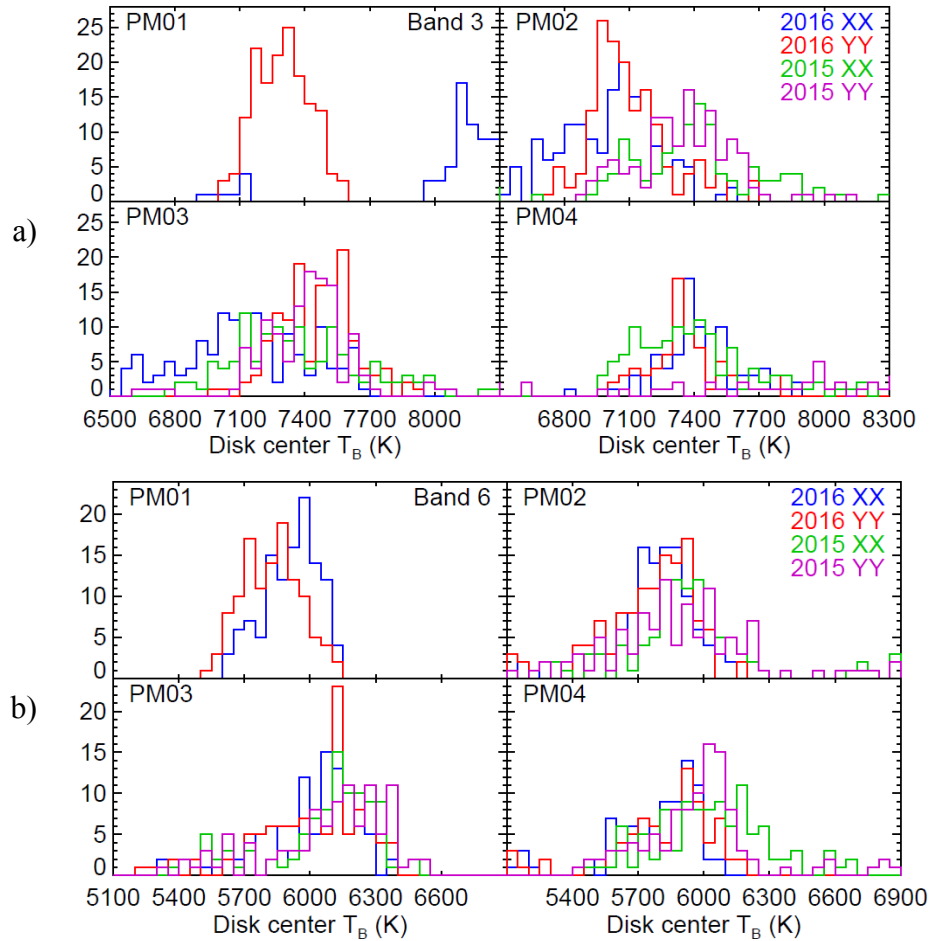 PM01 Band 3 PM02 2016 XX
2016 YY
2015 XX
2015 YY
25
20
15
10
5
0
a)
PM03 PM04
25
20
15
10
5
0
6500 6800 7100 7400 7700 8000 6800 7100 7400 7700 8000 8300
Disk center T_B (K) Disk center T_B (K)
PM01 Band 6 PM02 2016 XX
2016 YY
2015 XX
2015 YY
20
15
10
5
0
b)
PM03 PM04
20
15
10
5
0
5100 5400 5700 6000 6300 6600 5400 5700 6000 6300 6600 6900
Disk center T_B (K) Disk center T_B (K)